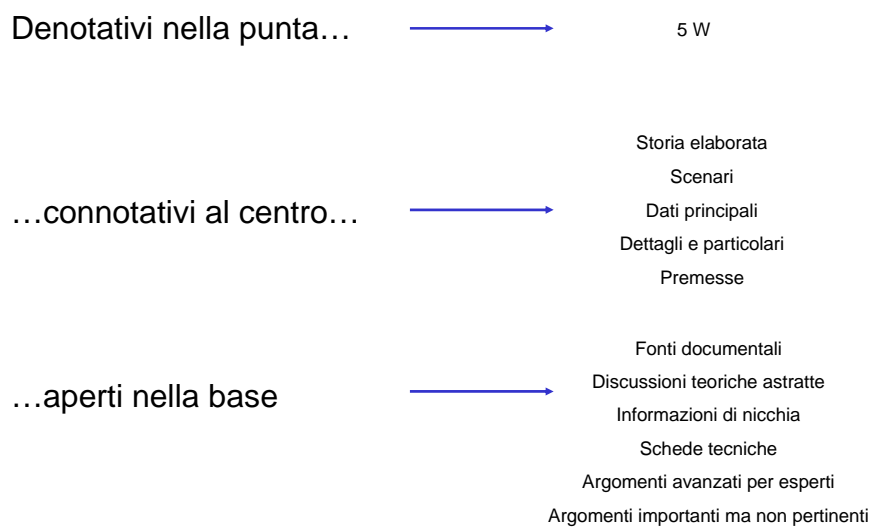 Denotativi nella punta…
5 W
…connotativi al centro…
Storia elaborata
Scenari
Dati principali
Dettagli e particolari
Premesse
…aperti nella base
Fonti documentali
Discussioni teoriche astratte
Informazioni di nicchia
Schede tecniche
Argomenti avanzati per esperti
Argomenti importanti ma non pertinenti